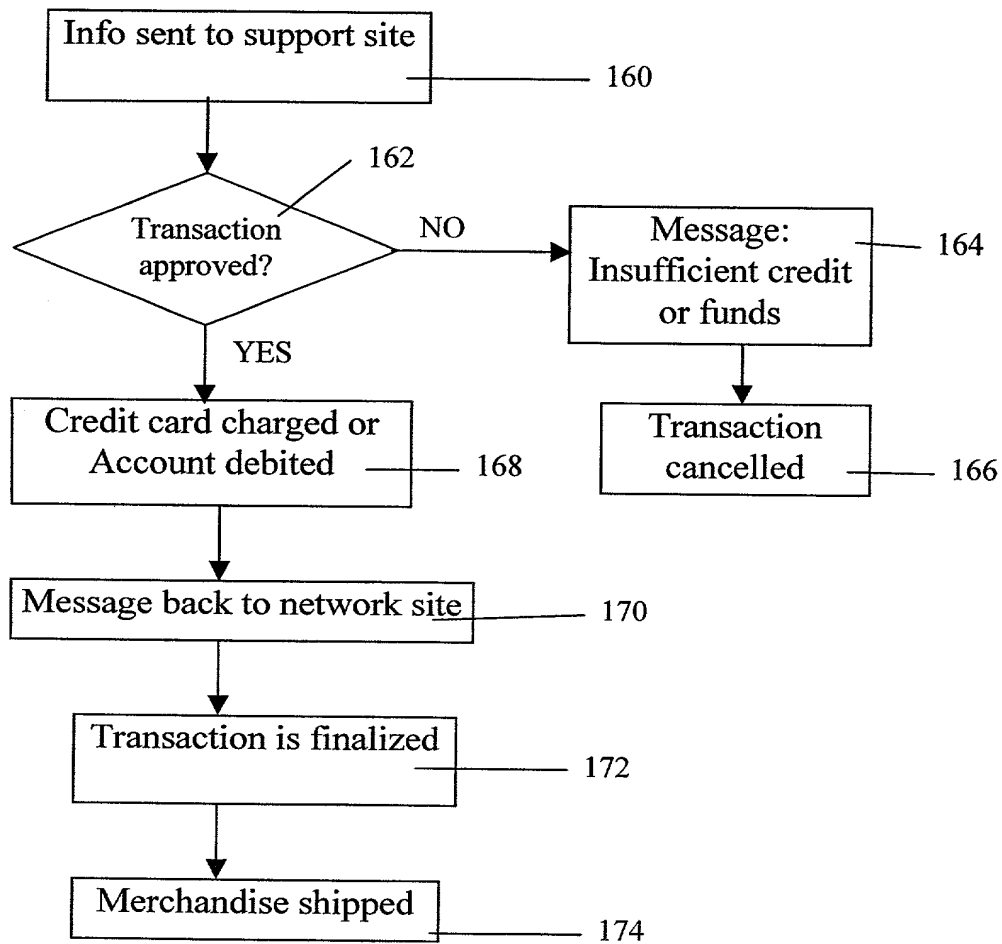 Info sent to support site
160
162
Transaction
approved?
NO
Message:
Insufficient credit
or funds
164
YES
Credit card charged or
Account debited
168
Transaction
cancelled
166
Message back to network site
170
Transaction is finalized
172
Merchandise shipped
174